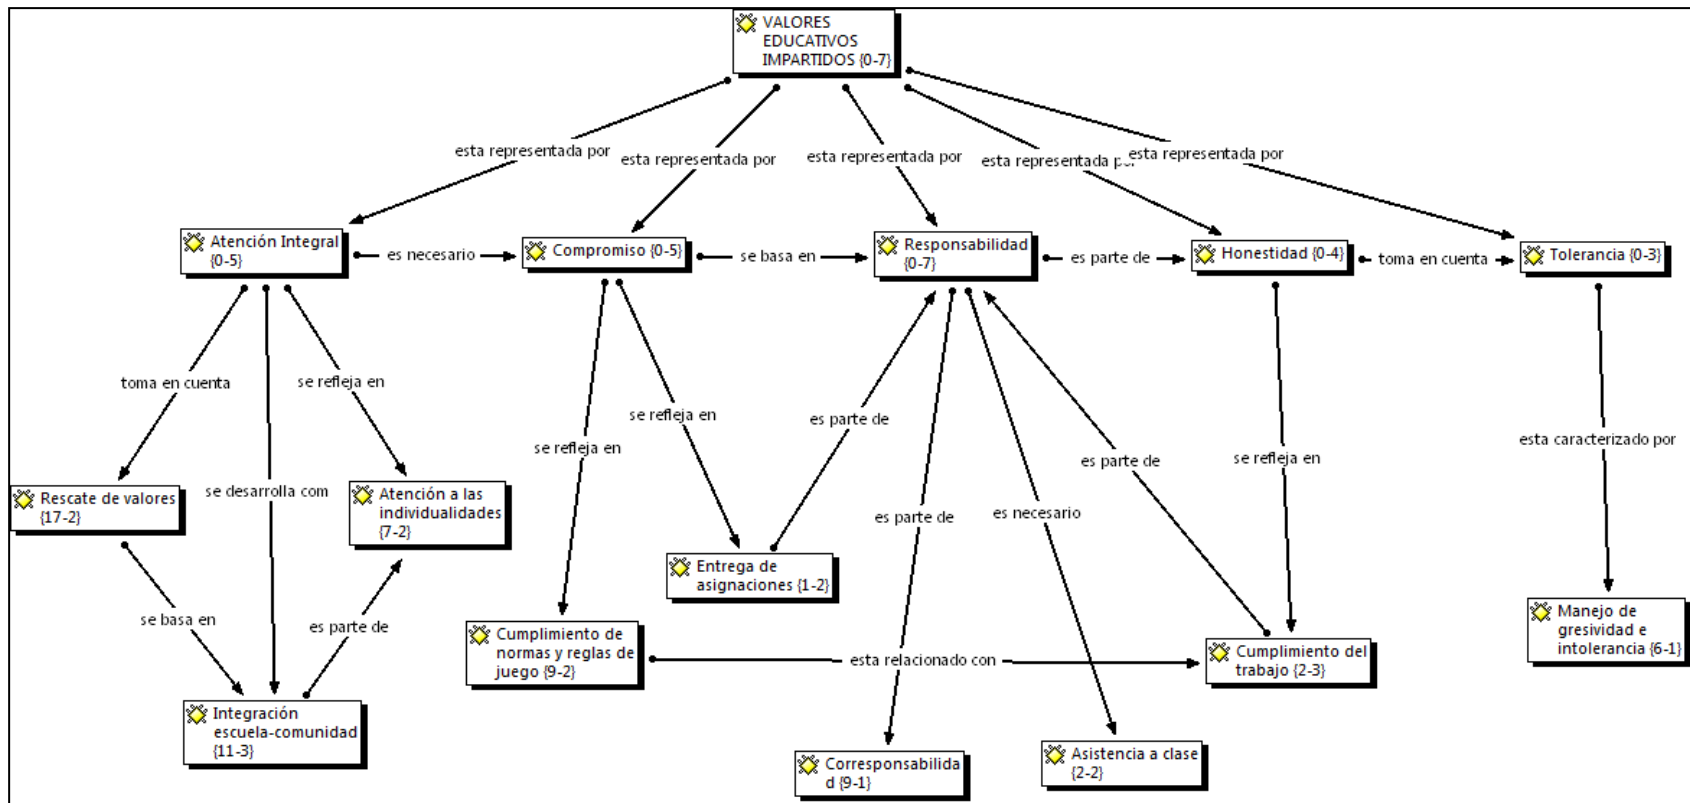 VALORES
EDUCATIVOS
IMPARTIDOS {0-7}
esta representada por
esta representada por
esta representada por
esta representada por
esta representada por
Atención Integral
{0-5}
es necesario
Compromiso {0-5}
se basa en
Responsabilidad
{0-7}
es parte de
Honestidad {0-4}
toma en cuenta
Tolerancia {0-3}
toma en cuenta
se refleja en
se desarrolla com
se refleja en
se refleja en
es parte de
es parte de
es necesario
es parte de
se refleja en
esta caracterizado por
Rescate de valores
{17-2}
Atención a las
individualidades
{7-2}
se basa en
es parte de
Entrega de
asignaciones {1-2}
Cumplimiento de
normas y reglas de
juego {9-2}
esta relacionado con
Cumplimiento del
trabajo {2-3}
Manejo de
gresividad e
intolerancia {6-1}
Integración
escuela-comunidad
{11-3}
Corresponsabilida
d {9-1}
Asistencia a clase
{2-2}